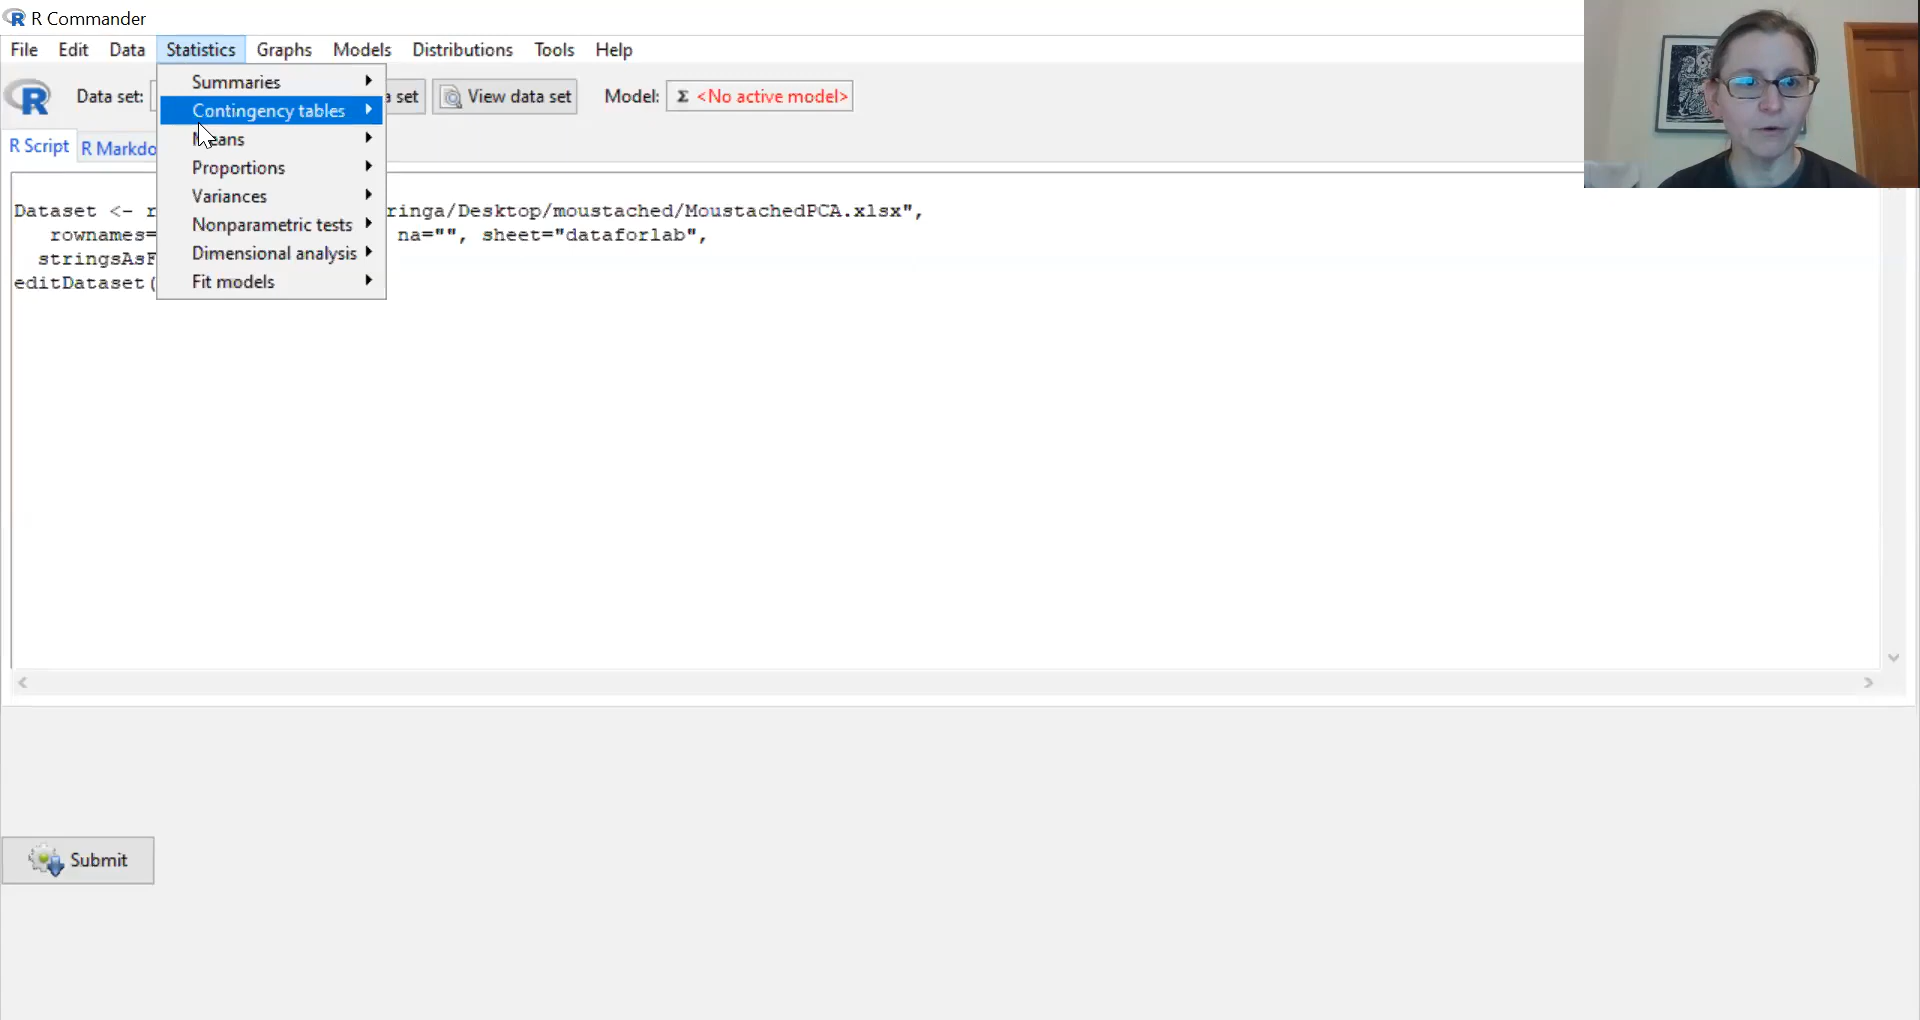 R Commander
File Edit Data Statistics Graphs Models Distributions Tools Help
Summaries
Data set: set View data set Model: Σ <No active model>
Contingency tables
R Script R Markdo Means
Proportions
Variances
Dataset <- r ringa/Desktop/moustached/MoustachedPCA.xlsx",
Nonparametric tests
rownames= na="", sheet="dataforlab",
Dimensional analysis
stringsAsF
Fit models
editDataset(
Submit